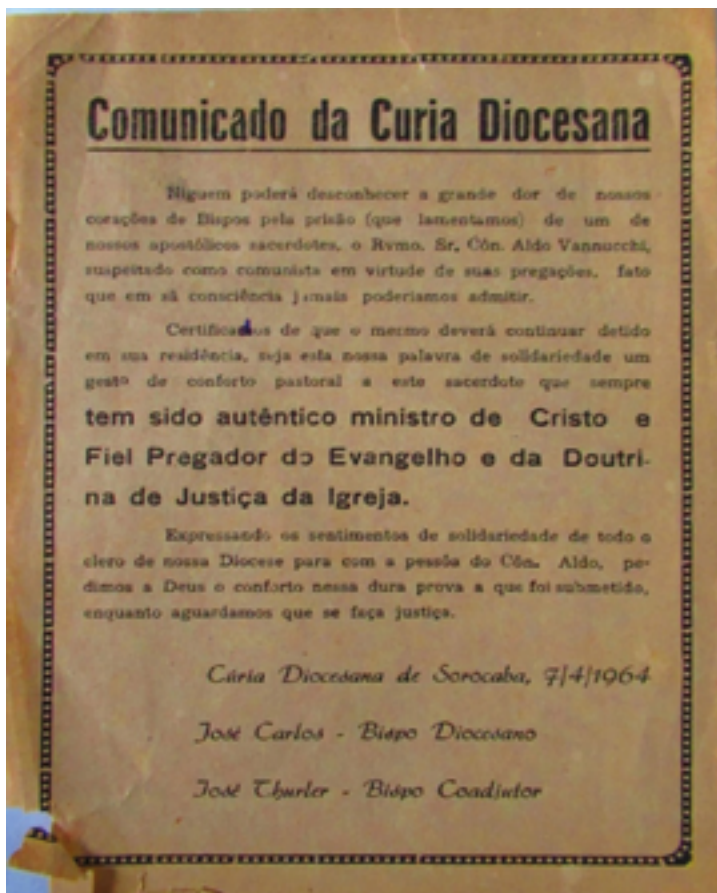 Comunicado da Curia Diocesana
Niguem poderá desconhecer a grande dor de nossos
corações de Bispos pela prisão (que lamentamos) de um de
nossos apostólicos sacerdotes, o Rvmo. Sr. Côn. Aldo Vannucchi,
suspeitado como comunista em virtude de suas pregações, fato
que em sã consciência jamais poderiamos admitir.
Certificados de que o mesmo deverá continuar detido
em sua residência, seja esta nossa palavra de solidariedade um
gesto de conforto pastoral a este sacerdote que sempre
tem sido autêntico ministro de Cristo e
Fiel Pregador do Evangelho e da Doutri-
na de Justiça da Igreja.
Expressando os sentimentos de solidariedade de todo o
clero de nossa Diocese para com a pessôa do Côn. Aldo, pe-
dimos a Deus o conforto nessa dura prova a que foi submetido,
enquanto aguardamos que se faça justiça.
Cúria Diocesana de Sorocaba, 7/4/1964
José Carlos - Bispo Diocesano
José Thurler - Bispo Coadjutor